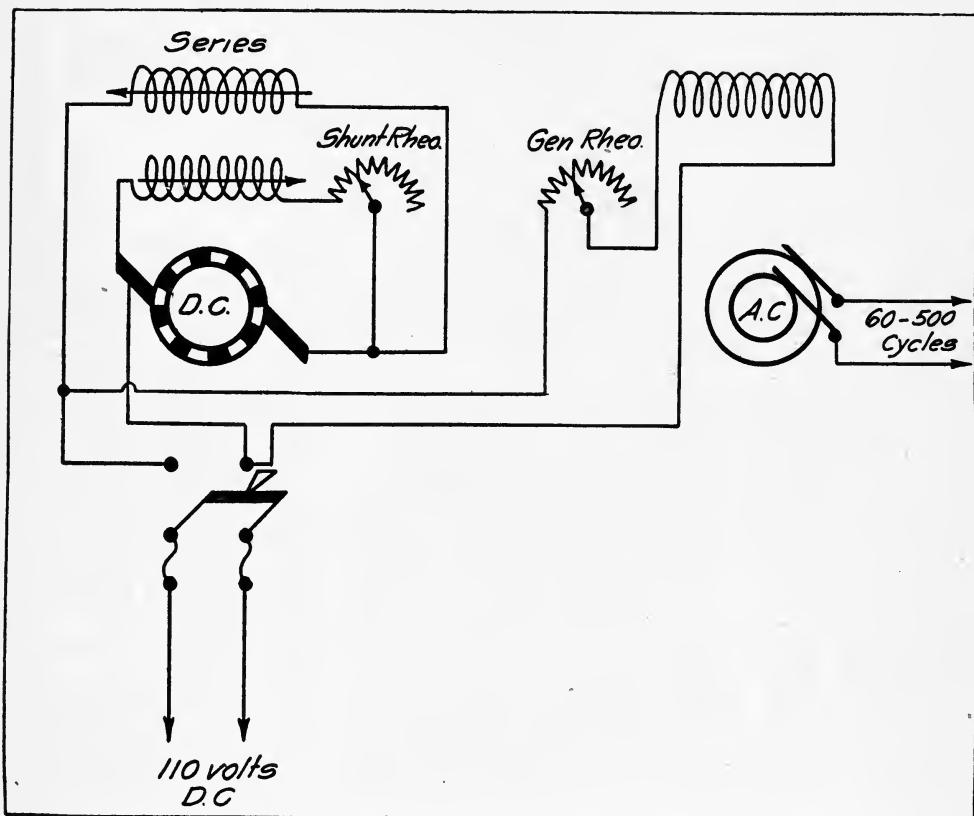 Series
Shunt Rheo.
Gen Rheo.
D.C.
A.C
60-500
Cycles
110 volts
D.C